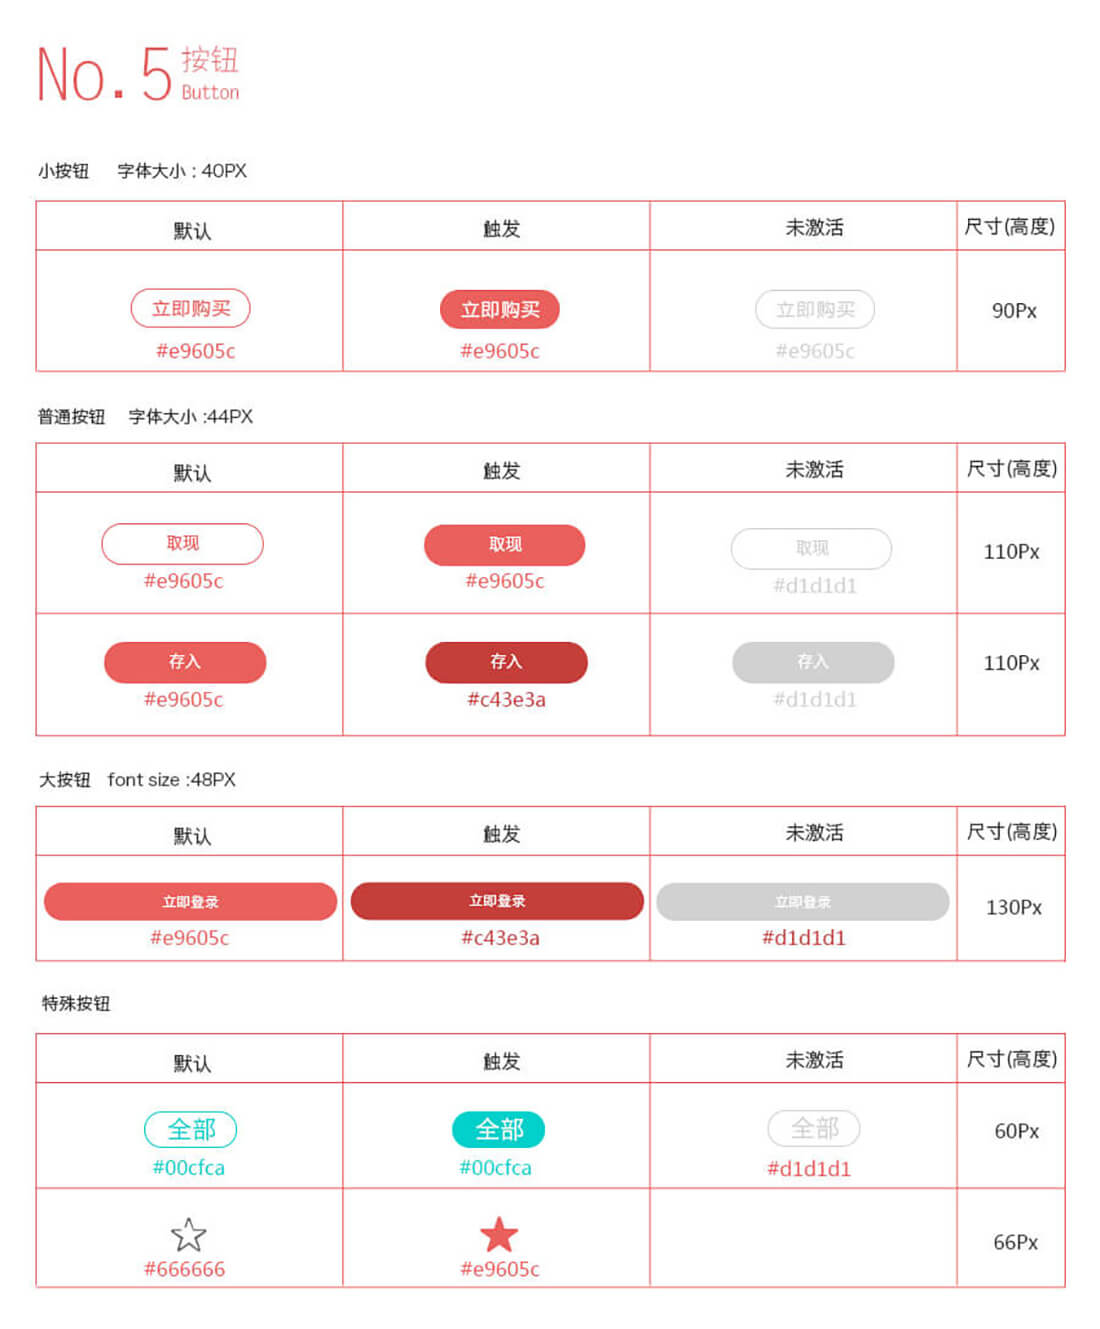 No.5 按钮
Button
小按钮 字体大小 : 40PX
默认 触发 未激活 尺寸(高度)
立即购买 立即购买 立即购买 90Px
#e9605c #e9605c #e9605c
普通按钮 字体大小 :44PX
默认 触发 未激活 尺寸(高度)
取现 取现 取现 110Px
#e9605c #e9605c #d1d1d1
存入 存入 存入 110Px
#e9605c #c43e3a #d1d1d1
大按钮 font size :48PX
默认 触发 未激活 尺寸(高度)
立即登录 立即登录 立即登录 130Px
#e9605c #c43e3a #d1d1d1
特殊按钮
默认 触发 未激活 尺寸(高度)
全部 全部 全部 60Px
#00cfca #00cfca #d1d1d1
66Px
#666666 #e9605c